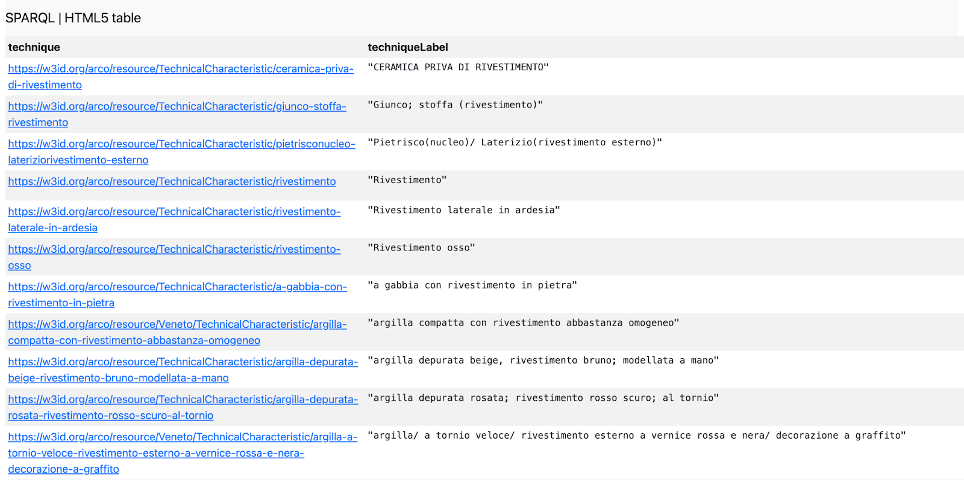 SPARQL | HTML5 table
technique techniqueLabel
https://w3id.org/arco/resource/TechnicalCharacteristic/ceramica-priva- "CERAMICA PRIVA DI RIVESTIMENTO"
di-rivestimento
https://w3id.org/arco/resource/TechnicalCharacteristic/giunco-stoffa- "Giunco; stoffa (rivestimento)"
rivestimento
https://w3id.org/arco/resource/TechnicalCharacteristic/pietrisconucleo- "Pietrisco(nucleo)/ Laterizio(rivestimento esterno)"
lateriziorivestimento-esterno
https://w3id.org/arco/resource/TechnicalCharacteristic/rivestimento "Rivestimento"
https://w3id.org/arco/resource/TechnicalCharacteristic/rivestimento- "Rivestimento laterale in ardesia"
laterale-in-ardesia
https://w3id.org/arco/resource/TechnicalCharacteristic/rivestimento- "Rivestimento osso"
osso
https://w3id.org/arco/resource/TechnicalCharacteristic/a-gabbia-con- "a gabbia con rivestimento in pietra"
rivestimento-in-pietra
https://w3id.org/arco/resource/Veneto/TechnicalCharacteristic/argilla- "argilla compatta con rivestimento abbastanza omogeneo"
compatta-con-rivestimento-abbastanza-omogeneo
https://w3id.org/arco/resource/TechnicalCharacteristic/argilla-depurata- "argilla depurata beige, rivestimento bruno; modellata a mano"
beige-rivestimento-bruno-modellata-a-mano
https://w3id.org/arco/resource/TechnicalCharacteristic/argilla-depurata- "argilla depurata rosata; rivestimento rosso scuro; al tornio"
rosata-rivestimento-rosso-scuro-al-tornio
https://w3id.org/arco/resource/Veneto/TechnicalCharacteristic/argilla-a- "argilla/ a tornio veloce/ rivestimento esterno a vernice rossa e nera/ decorazione a graffito"
tornio-veloce-rivestimento-esterno-a-vernice-rossa-e-nera-
decorazione-a-graffito